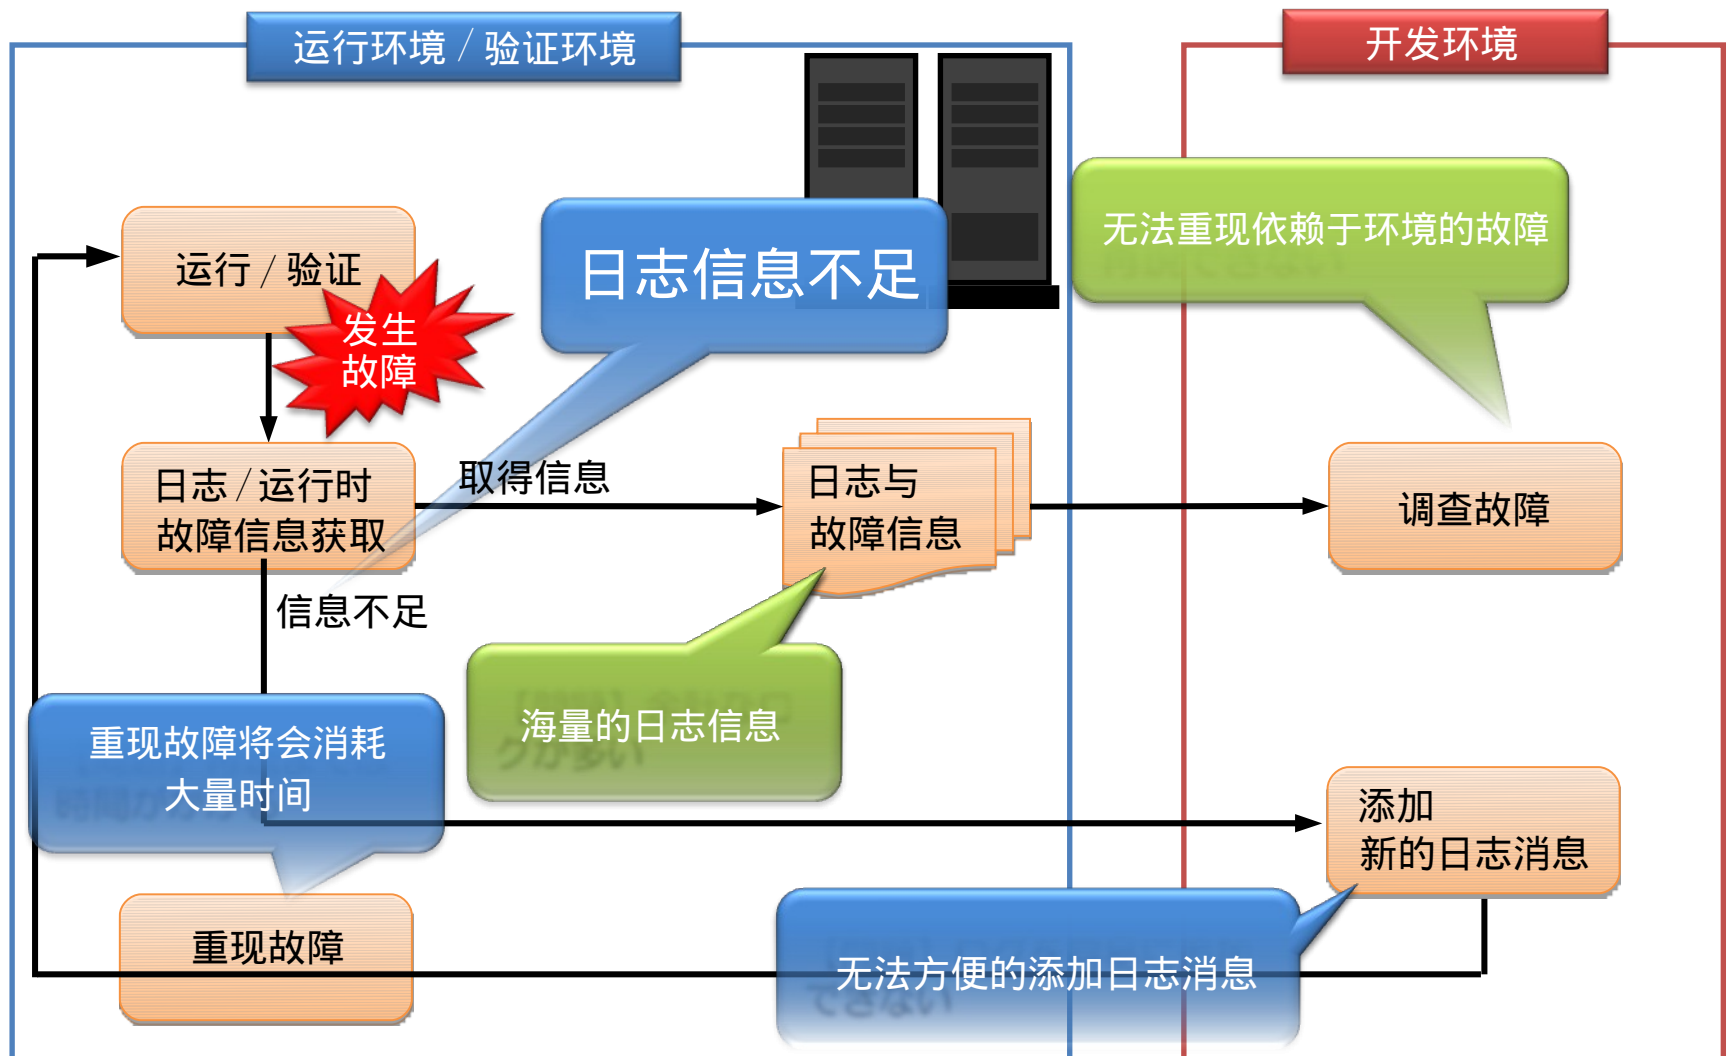 运行环境／验证环境
开发环境
无法重现依赖于环境的故障
运行／验证
日志信息不足
发生
故障
日志／运行时
故障信息获取
取得信息
日志与
故障信息
调查故障
信息不足
海量的日志信息
重现故障将会消耗
大量时间
添加
新的日志消息
重现故障
无法方便的添加日志消息